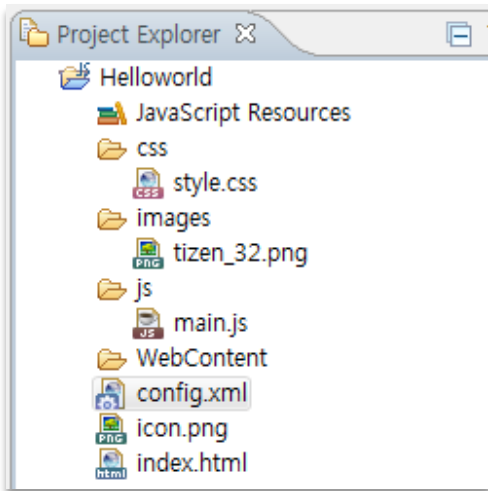 Project Explorer
Helloworld
JavaScript Resources
css
style.css
images
tizen_32.png
js
main.js
WebContent
config.xml
icon.png
index.html